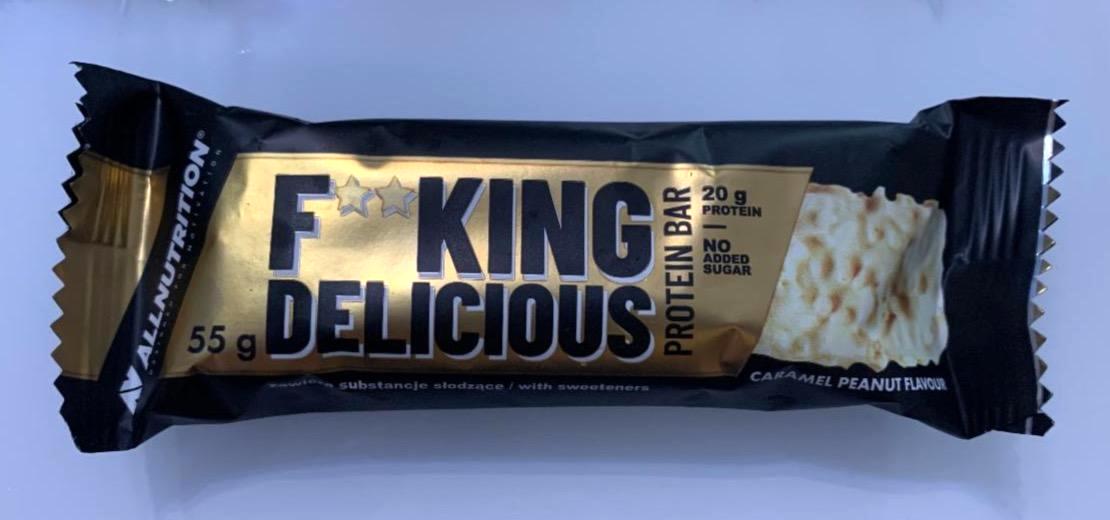 ALLNUTRITION®
F**KING
DELICIOUS
55 g
PROTEIN BAR
20 g
PROTEIN
NO
ADDED
SUGAR
substancje słodzące / with sweeteners
CARAMEL PEANUT FLAVOUR